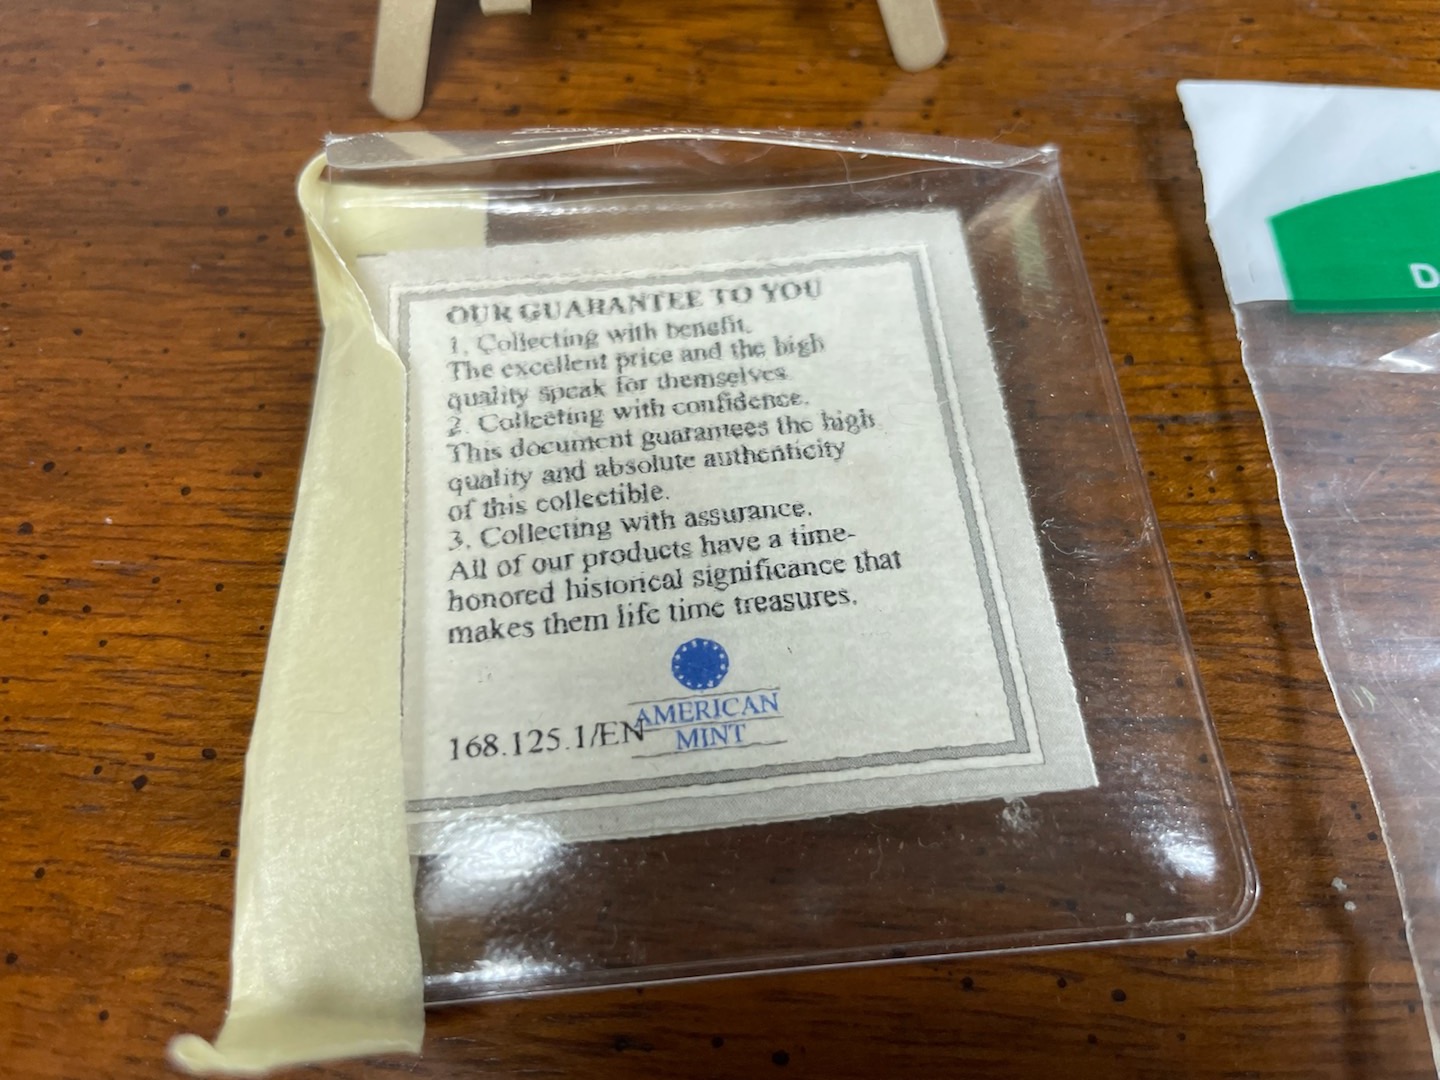 OUR GUARANTEE TO YOU
1. Collecting with benefit.
The excellent price and the high
quality speak for themselves.
2. Collecting with confidence.
This document guarantees the high
quality and absolute authenticity
of this collectible.
3. Collecting with assurance.
All of our products have a time-
honored historical significance that
makes them life time treasures.
168.125.1/EN
AMERICAN
MINT